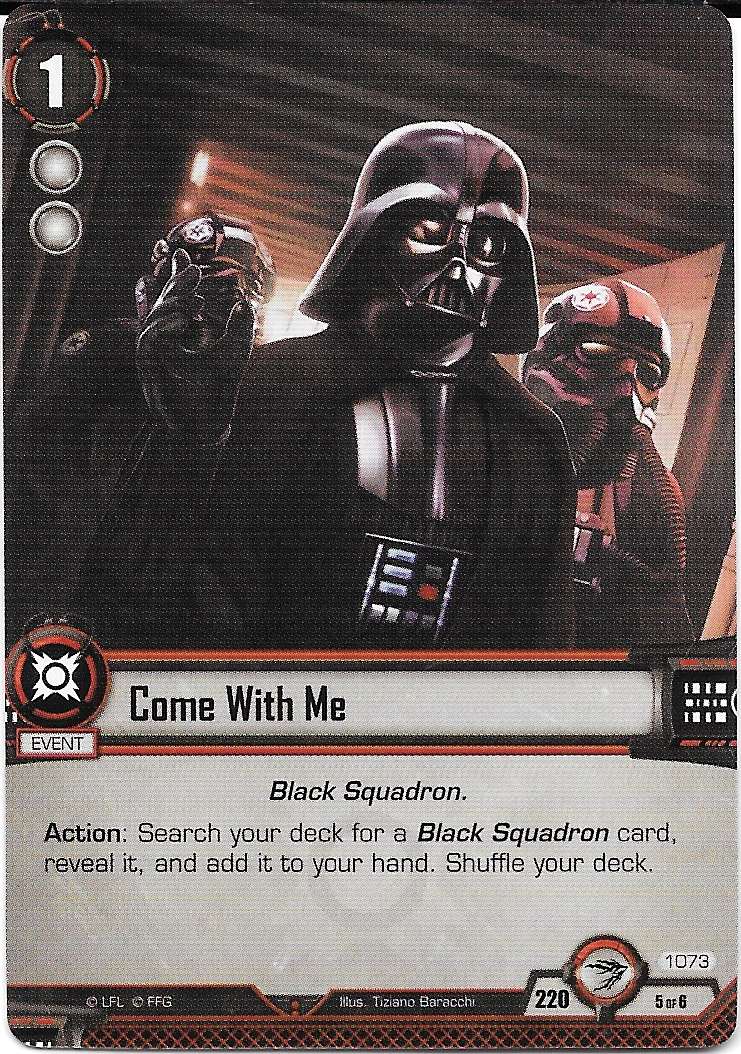 1
Come With Me
EVENT
Black Squadron.
Action: Search your deck for a Black Squadron card,
reveal it, and add it to your hand. Shuffle your deck.
1073
© LFL © FFG
Illus. Tiziano Baracchi
220
5 OF 6